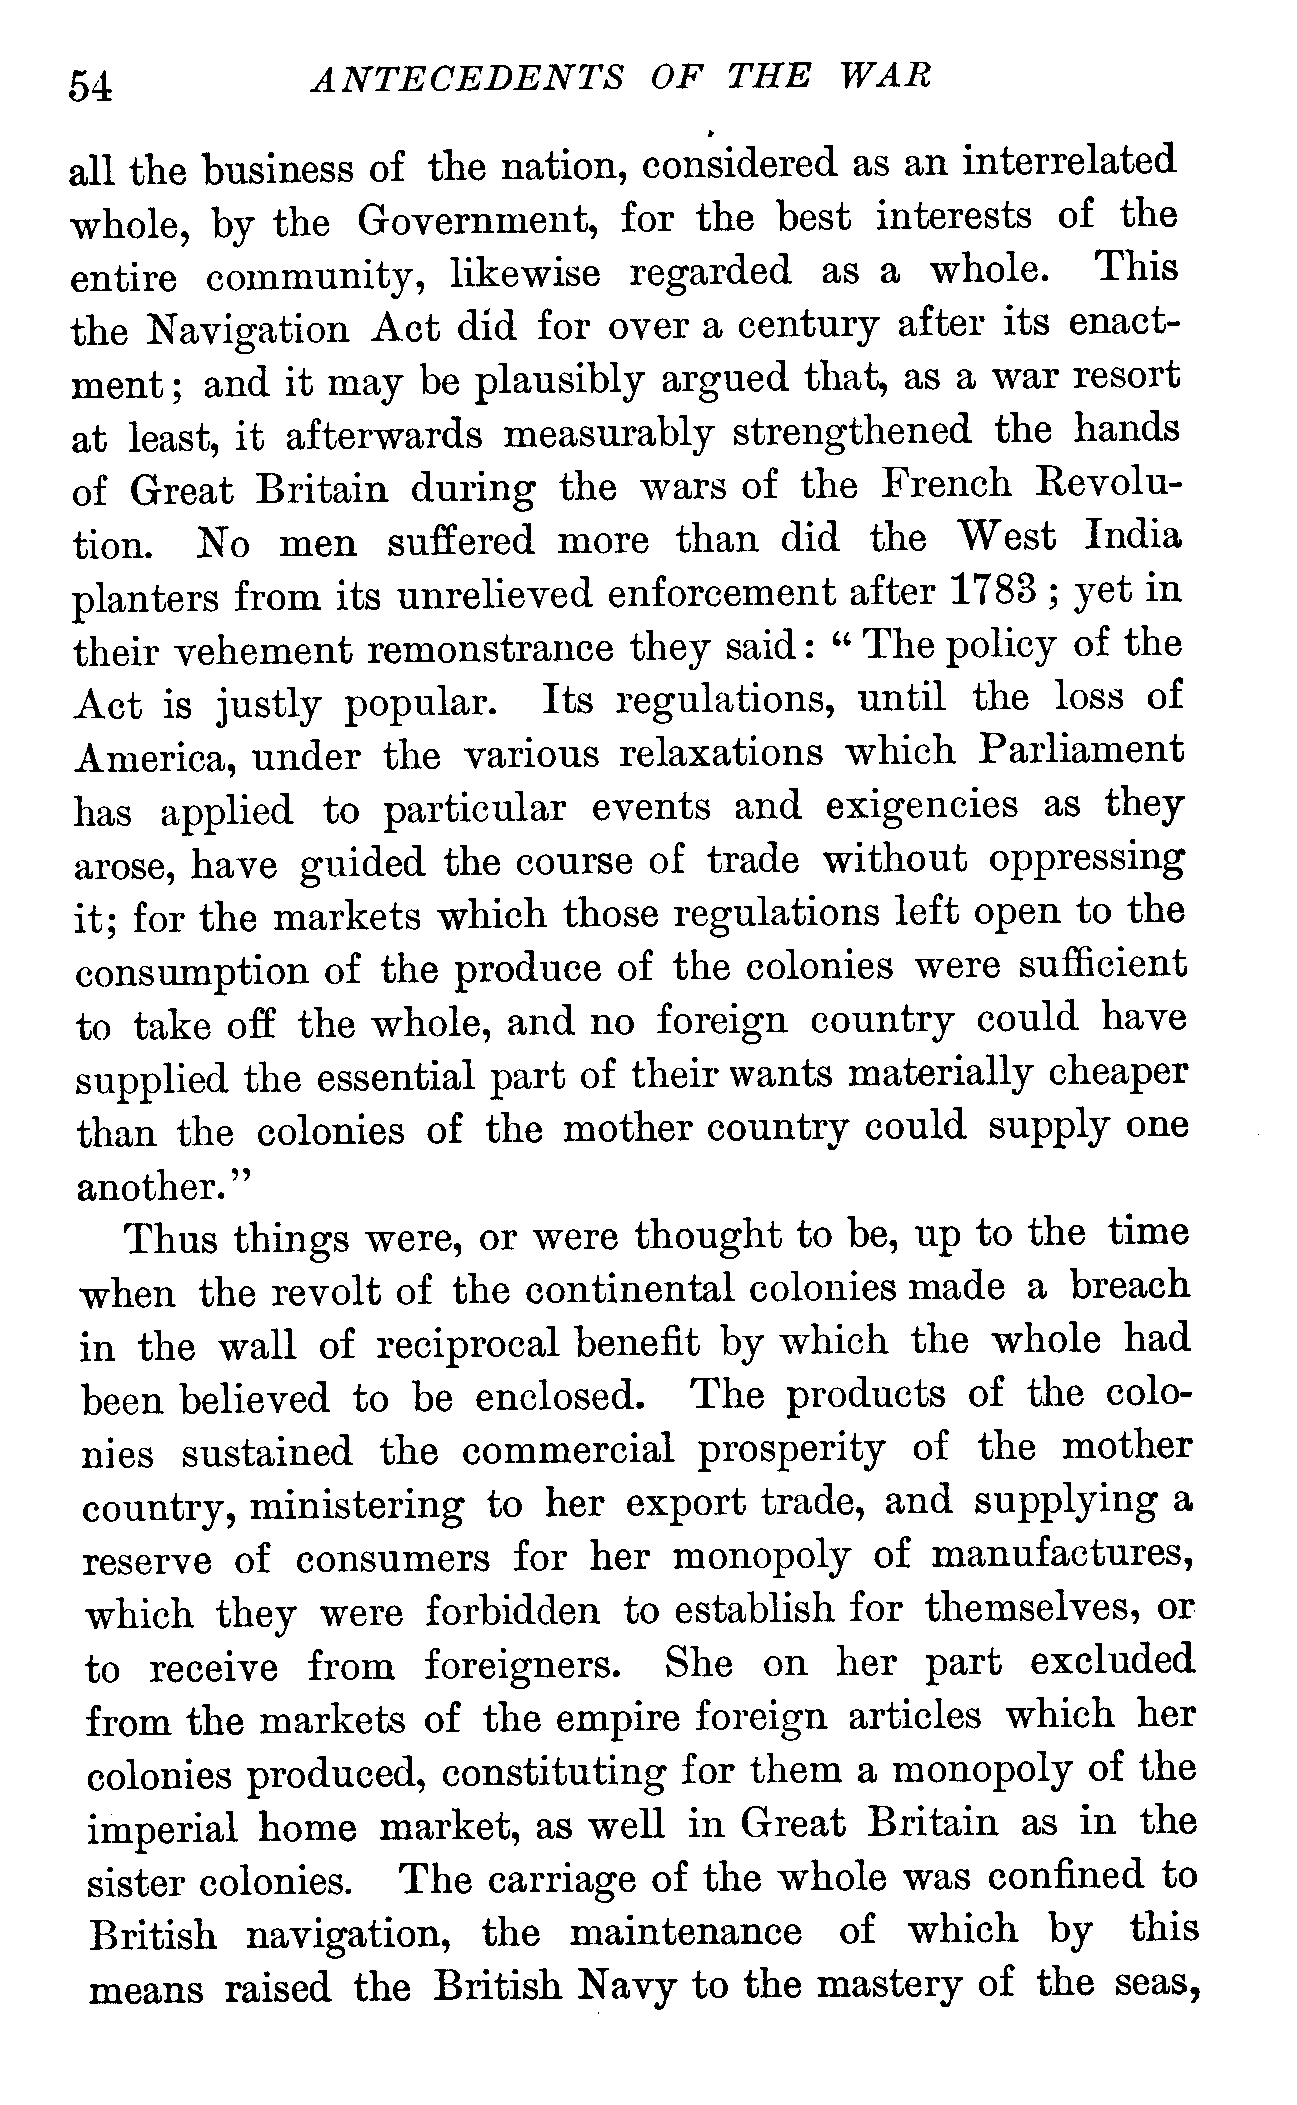 54 ANTECEDENTS OF THE WAR
all the business of the nation, considered as an interrelated
whole, by the Government, for the best interests of the
entire community, likewise regarded as a whole. This
the Navigation Act did for over a century after its enact-
ment; and it may be plausibly argued that, as a war resort
at least, it afterwards measurably strengthened the hands
of Great Britain during the wars of the French Revolu-
tion. No men suffered more than did the West India
planters from its unrelieved enforcement after 1783; yet in
their vehement remonstrance they said: “The policy of the
Act is justly popular. Its regulations, until the loss of
America, under the various relaxations which Parliament
has applied to particular events and exigencies as they
arose, have guided the course of trade without oppressing
it; for the markets which those regulations left open to the
consumption of the produce of the colonies were sufficient
to take off the whole, and no foreign country could have
supplied the essential part of their wants materially cheaper
than the colonies of the mother country could supply one
another.”
Thus things were, or were thought to be, up to the time
when the revolt of the continental colonies made a breach
in the wall of reciprocal benefit by which the whole had
been believed to be enclosed. The products of the colo-
nies sustained the commercial prosperity of the mother
country, ministering to her export trade, and supplying a
reserve of consumers for her monopoly of manufactures,
which they were forbidden to establish for themselves, or
to receive from foreigners. She on her part excluded
from the markets of the empire foreign articles which her
colonies produced, constituting for them a monopoly of the
imperial home market, as well in Great Britain as in the
sister colonies. The carriage of the whole was confined to
British navigation, the maintenance of which by this
means raised the British Navy to the mastery of the seas,